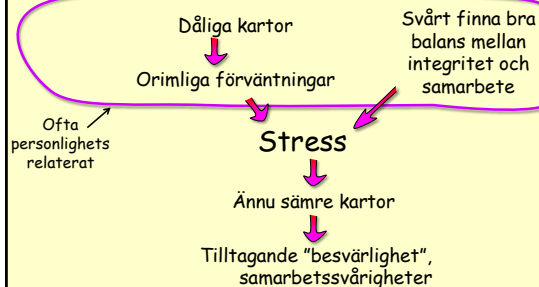 Dåliga kartor
Orimliga förväntningar
Svårt finna bra
balans mellan
integritet och
samarbete
Ofta
personlighets
relaterat
Stress
Ännu sämre kartor
Tilltagande "besvärlighet",
samarbetssvårigheter